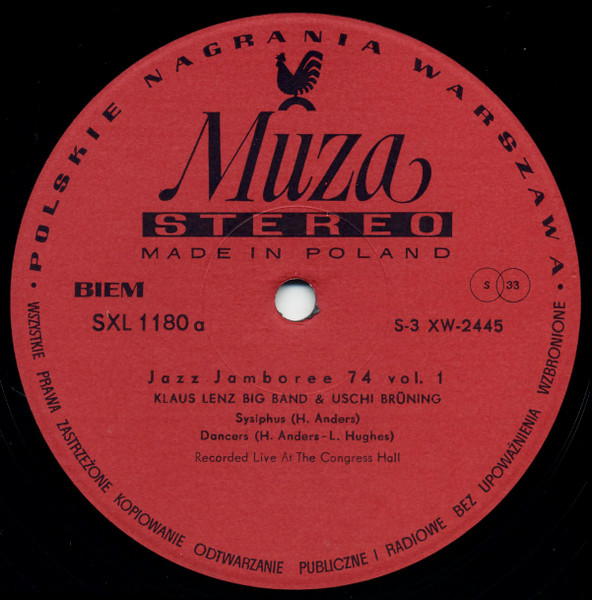 • POLSKIE NAGRANIA WARSZAWA •
Muza
STEREO
MADE IN POLAND
BIEM
S 33
SXL 1180 a
S-3 XW-2445
Jazz Jamboree 74 vol. 1
KLAUS LENZ BIG BAND & USCHI BRÜNING
Sysiphus (H. Anders)
Dancers (H. Anders – L. Hughes)
Recorded Live At The Congress Hall
WSZYSTKIE PRAWA ZASTRZEŻONE KOPIOWANIE ODTWARZANIE PUBLICZNE I RADIOWE BEZ UPOWAŻNIENIA WZBRONIONE